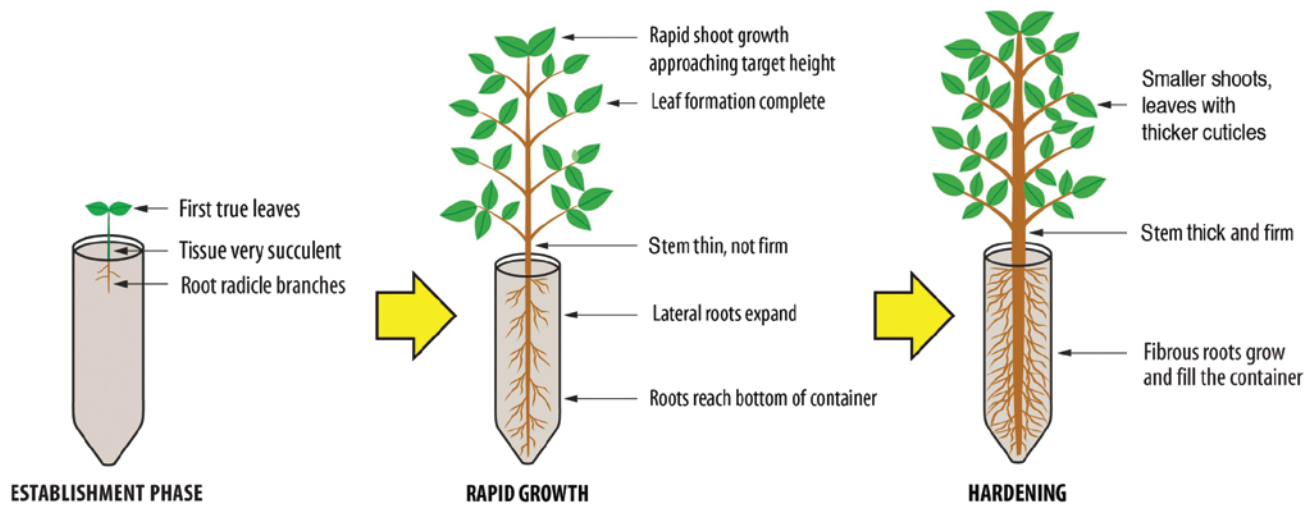 First true leaves
Tissue very succulent
Root radicle branches
ESTABLISHMENT PHASE
Rapid shoot growth
approaching target height
Leaf formation complete
Stem thin, not firm
Lateral roots expand
Roots reach bottom of container
RAPID GROWTH
Smaller shoots,
leaves with
thicker cuticles
Stem thick and firm
Fibrous roots grow
and fill the container
HARDENING